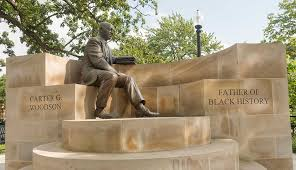 CARTER G.
WOODSON
FATHER OF
BLACK HISTORY